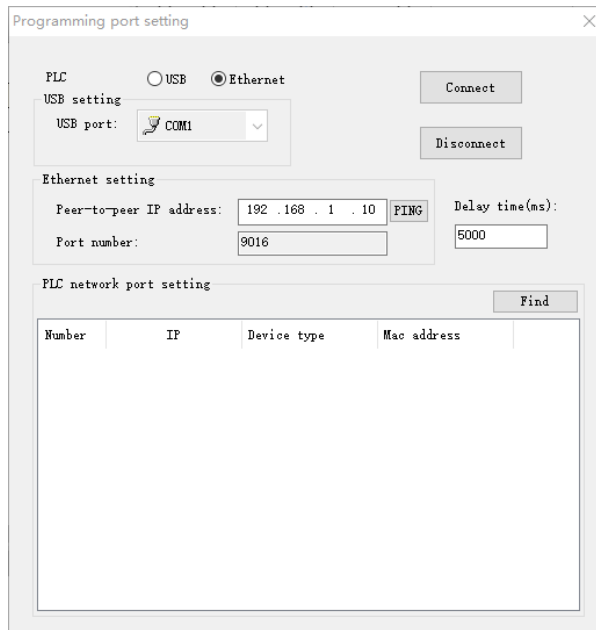 Programming port setting
PLC USB Ethernet
Connect
USB setting
USB port: COM1
Disconnect
Ethernet setting
Peer-to-peer IP address: 192 .168 . 1 . 10 PING
Delay time(ms):
Port number: 9016
5000
PLC network port setting
Find
Number IP Device type Mac address